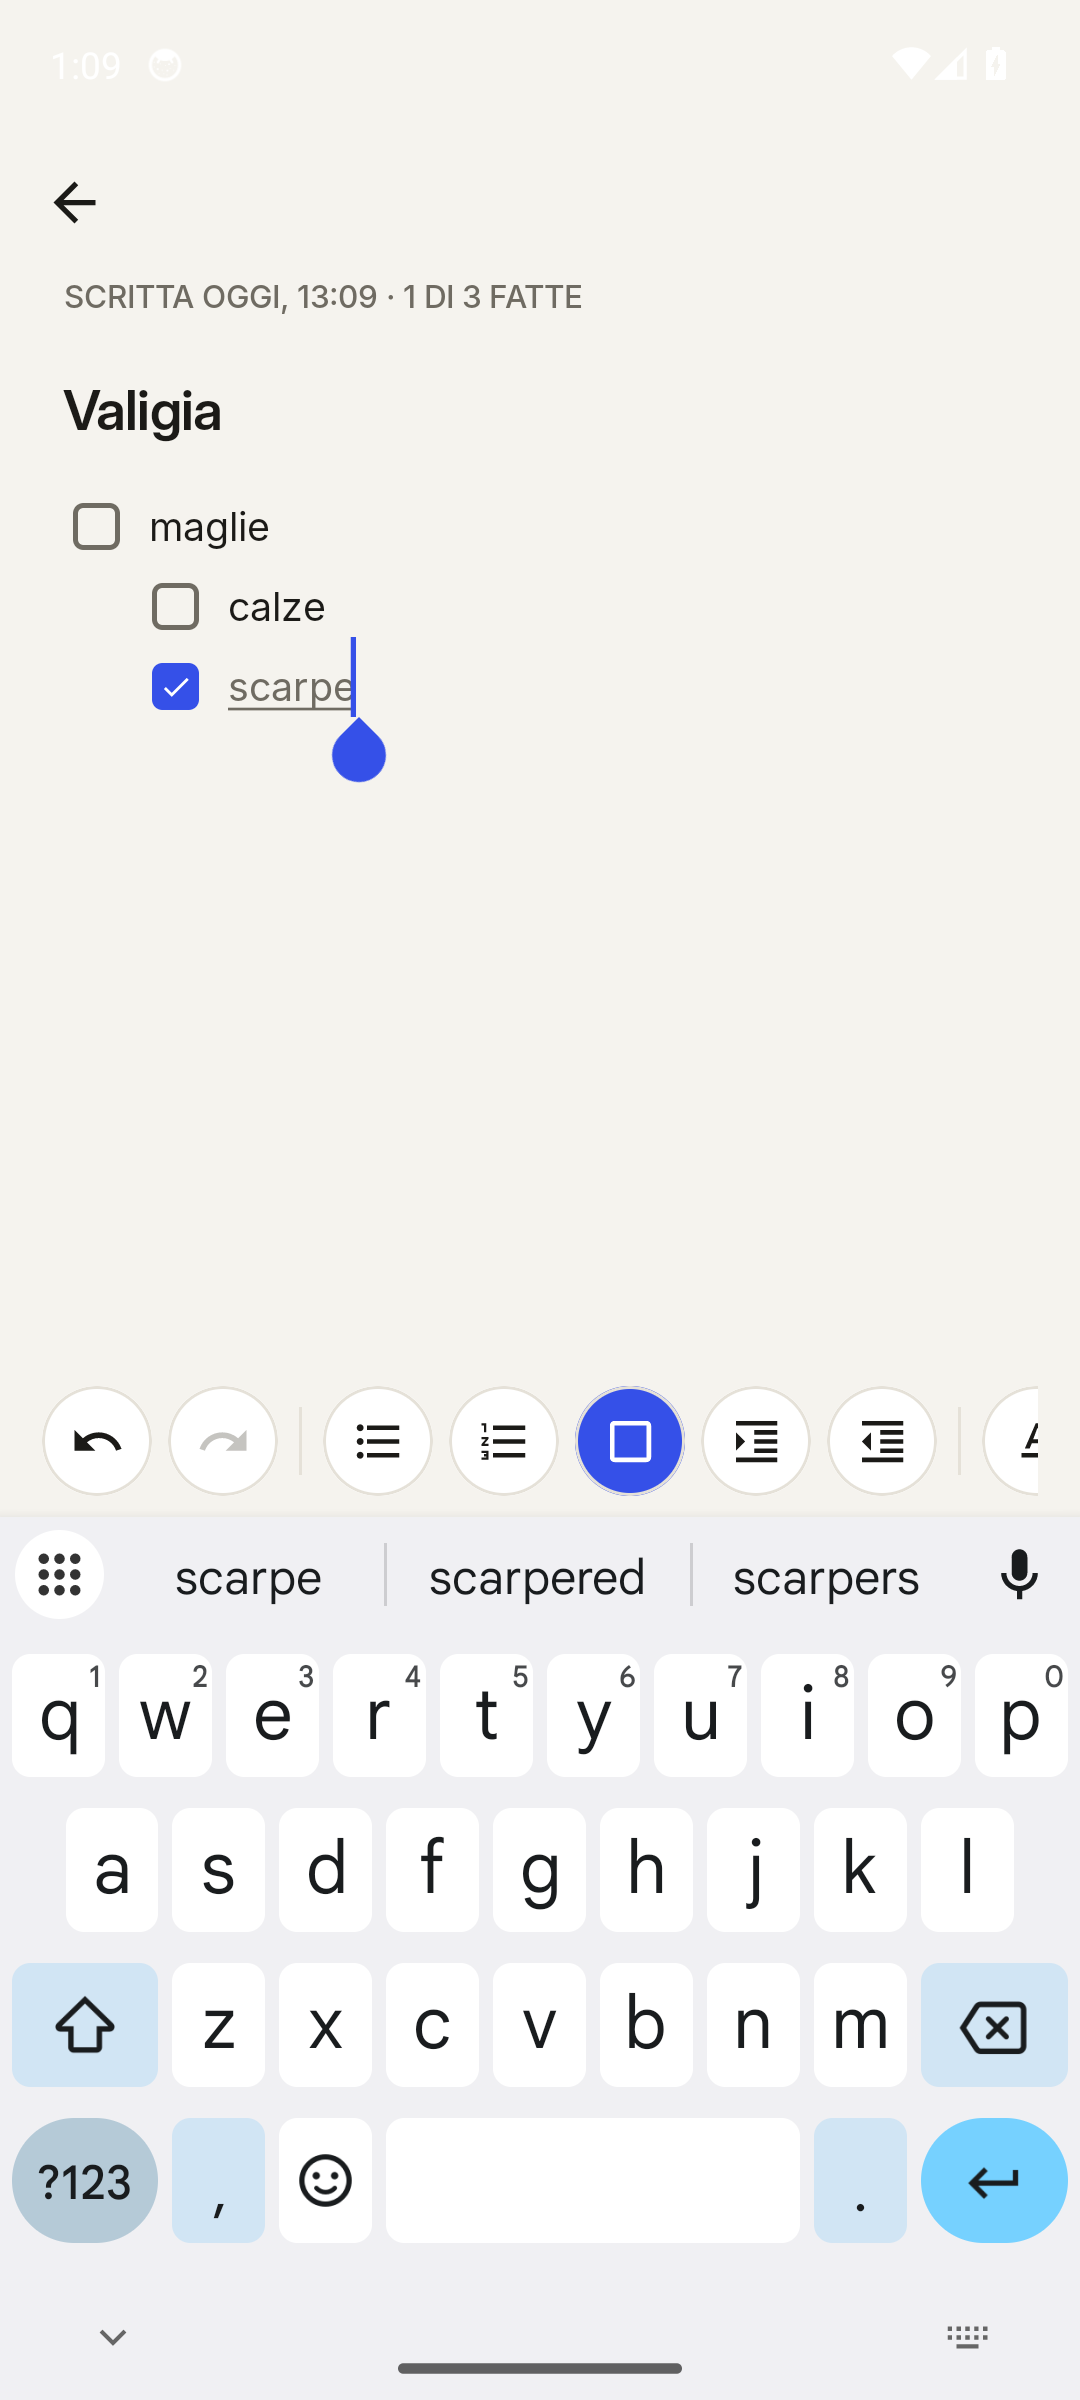 1:09
SCRITTA OGGI, 13:09 · 1 DI 3 FATTE
Valigia
maglie
calze
scarpe
scarpe scarpered scarpers
q1 w2 e3 r4 t5 y6 u7 i8 o9 p0
a s d f g h j k l
z x c v b n m
?123 , .